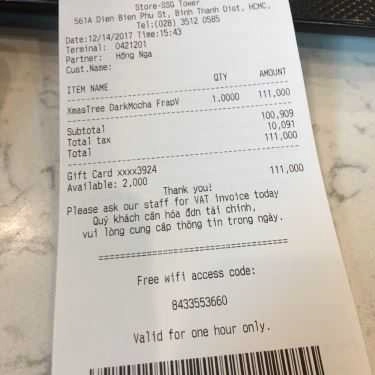 Store-SSG Tower
561A Dien Bien Phu St, Binh Thanh Dist, HCMC.
Tel:(028) 3512 0585
Date:12/14/2017 Time:15:43
Terminal: 0421201
Partner: Hồng Nga
Cust.Name:
ITEM NAME QTY AMOUNT
XmasTree DarkMocha FrapV 1.0000 111,000
Subtotal 100,909
Total tax 10,091
Total 111,000
Gift Card xxxx3924 111,000
Available: 2,000
Thank you!
Please ask our staff for VAT invoice today
Quý khách cần hóa đơn tài chính,
vui lòng cung cấp thông tin trong ngày.
Free wifi access code:
8433553660
Valid for one hour only.